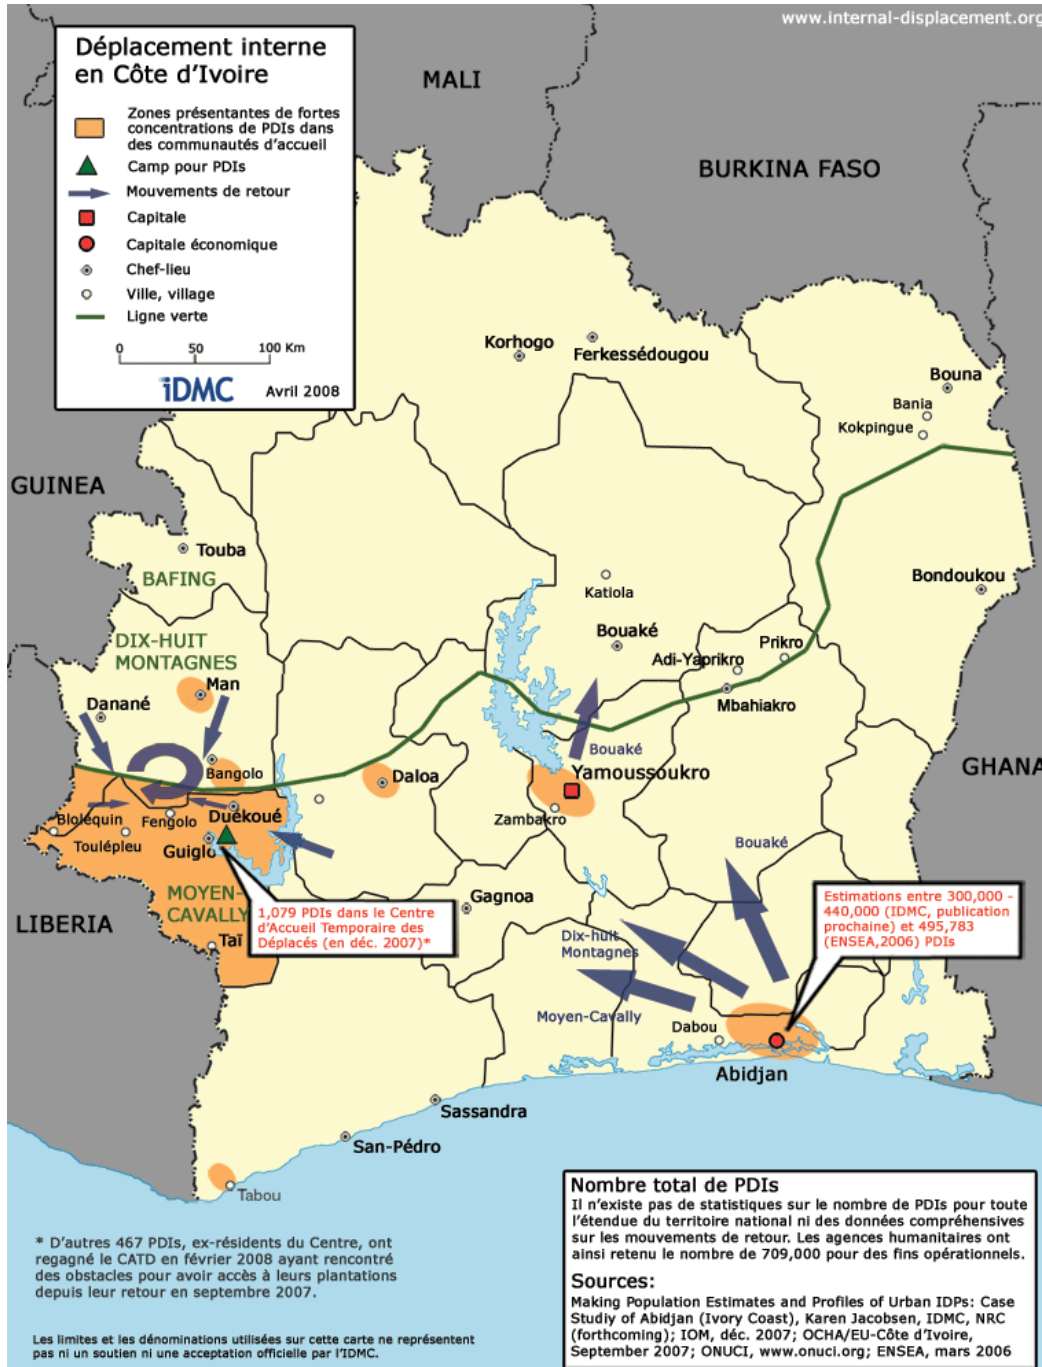 www.internal-displacement.org
Déplacement interne
en Côte d'Ivoire
Zones présentantes de fortes
concentrations de PDIs dans
des communautés d'accueil
Camp pour PDIs
Mouvements de retour
Capitale
Capitale économique
Chef-lieu
Ville, village
Ligne verte
0 50 100 Km
iDMC Avril 2008
MALI
BURKINA FASO
GUINEA
LIBERIA
GHANA
Korhogo
Ferkessédougou
Bouna
Bania
Kokpingue
Touba
BAFING
Katiola
Bondoukou
DIX-HUIT
MONTAGNES
Bouaké
Prikro
Adi-Yaprikro
Man
Danané
Mbahiakro
Bouaké
Bangolo
Daloa
Yamoussoukro
Zambakro
Duékoué
Blolequin
Fengolo
Toulépleu
Guiglo
Bouaké
MOYEN-
CAVALLY
Taï
1,079 PDIs dans le Centre
d'Accueil Temporaire des
Déplacés (en déc. 2007)*
Gagnoa
Estimations entre 300,000 -
440,000 (IDMC, publication
prochaine) et 495,783
(ENSEA,2006) PDIs
Dix-huit
Montagnes
Moyen-Cavally
Dabou
Abidjan
Sassandra
San-Pédro
Tabou
* D'autres 467 PDIs, ex-résidents du Centre, ont
regagné le CATD en février 2008 ayant rencontré
des obstacles pour avoir accès à leurs plantations
depuis leur retour en septembre 2007.
Les limites et les dénominations utilisées sur cette carte ne représentent
pas ni un soutien ni une acceptation officielle par l'IDMC.
Nombre total de PDIs
Il n'existe pas de statistiques sur le nombre de PDIs pour toute
l'étendue du territoire national ni des données compréhensives
sur les mouvements de retour. Les agences humanitaires ont
ainsi retenu le nombre de 709,000 pour des fins opérationnels.
Sources:
Making Population Estimates and Profiles of Urban IDPs: Case
Studiy of Abidjan (Ivory Coast), Karen Jacobsen, IDMC, NRC
(forthcoming); IOM, déc. 2007; OCHA/EU-Côte d'Ivoire,
September 2007; ONUCI, www.onuci.org; ENSEA, mars 2006